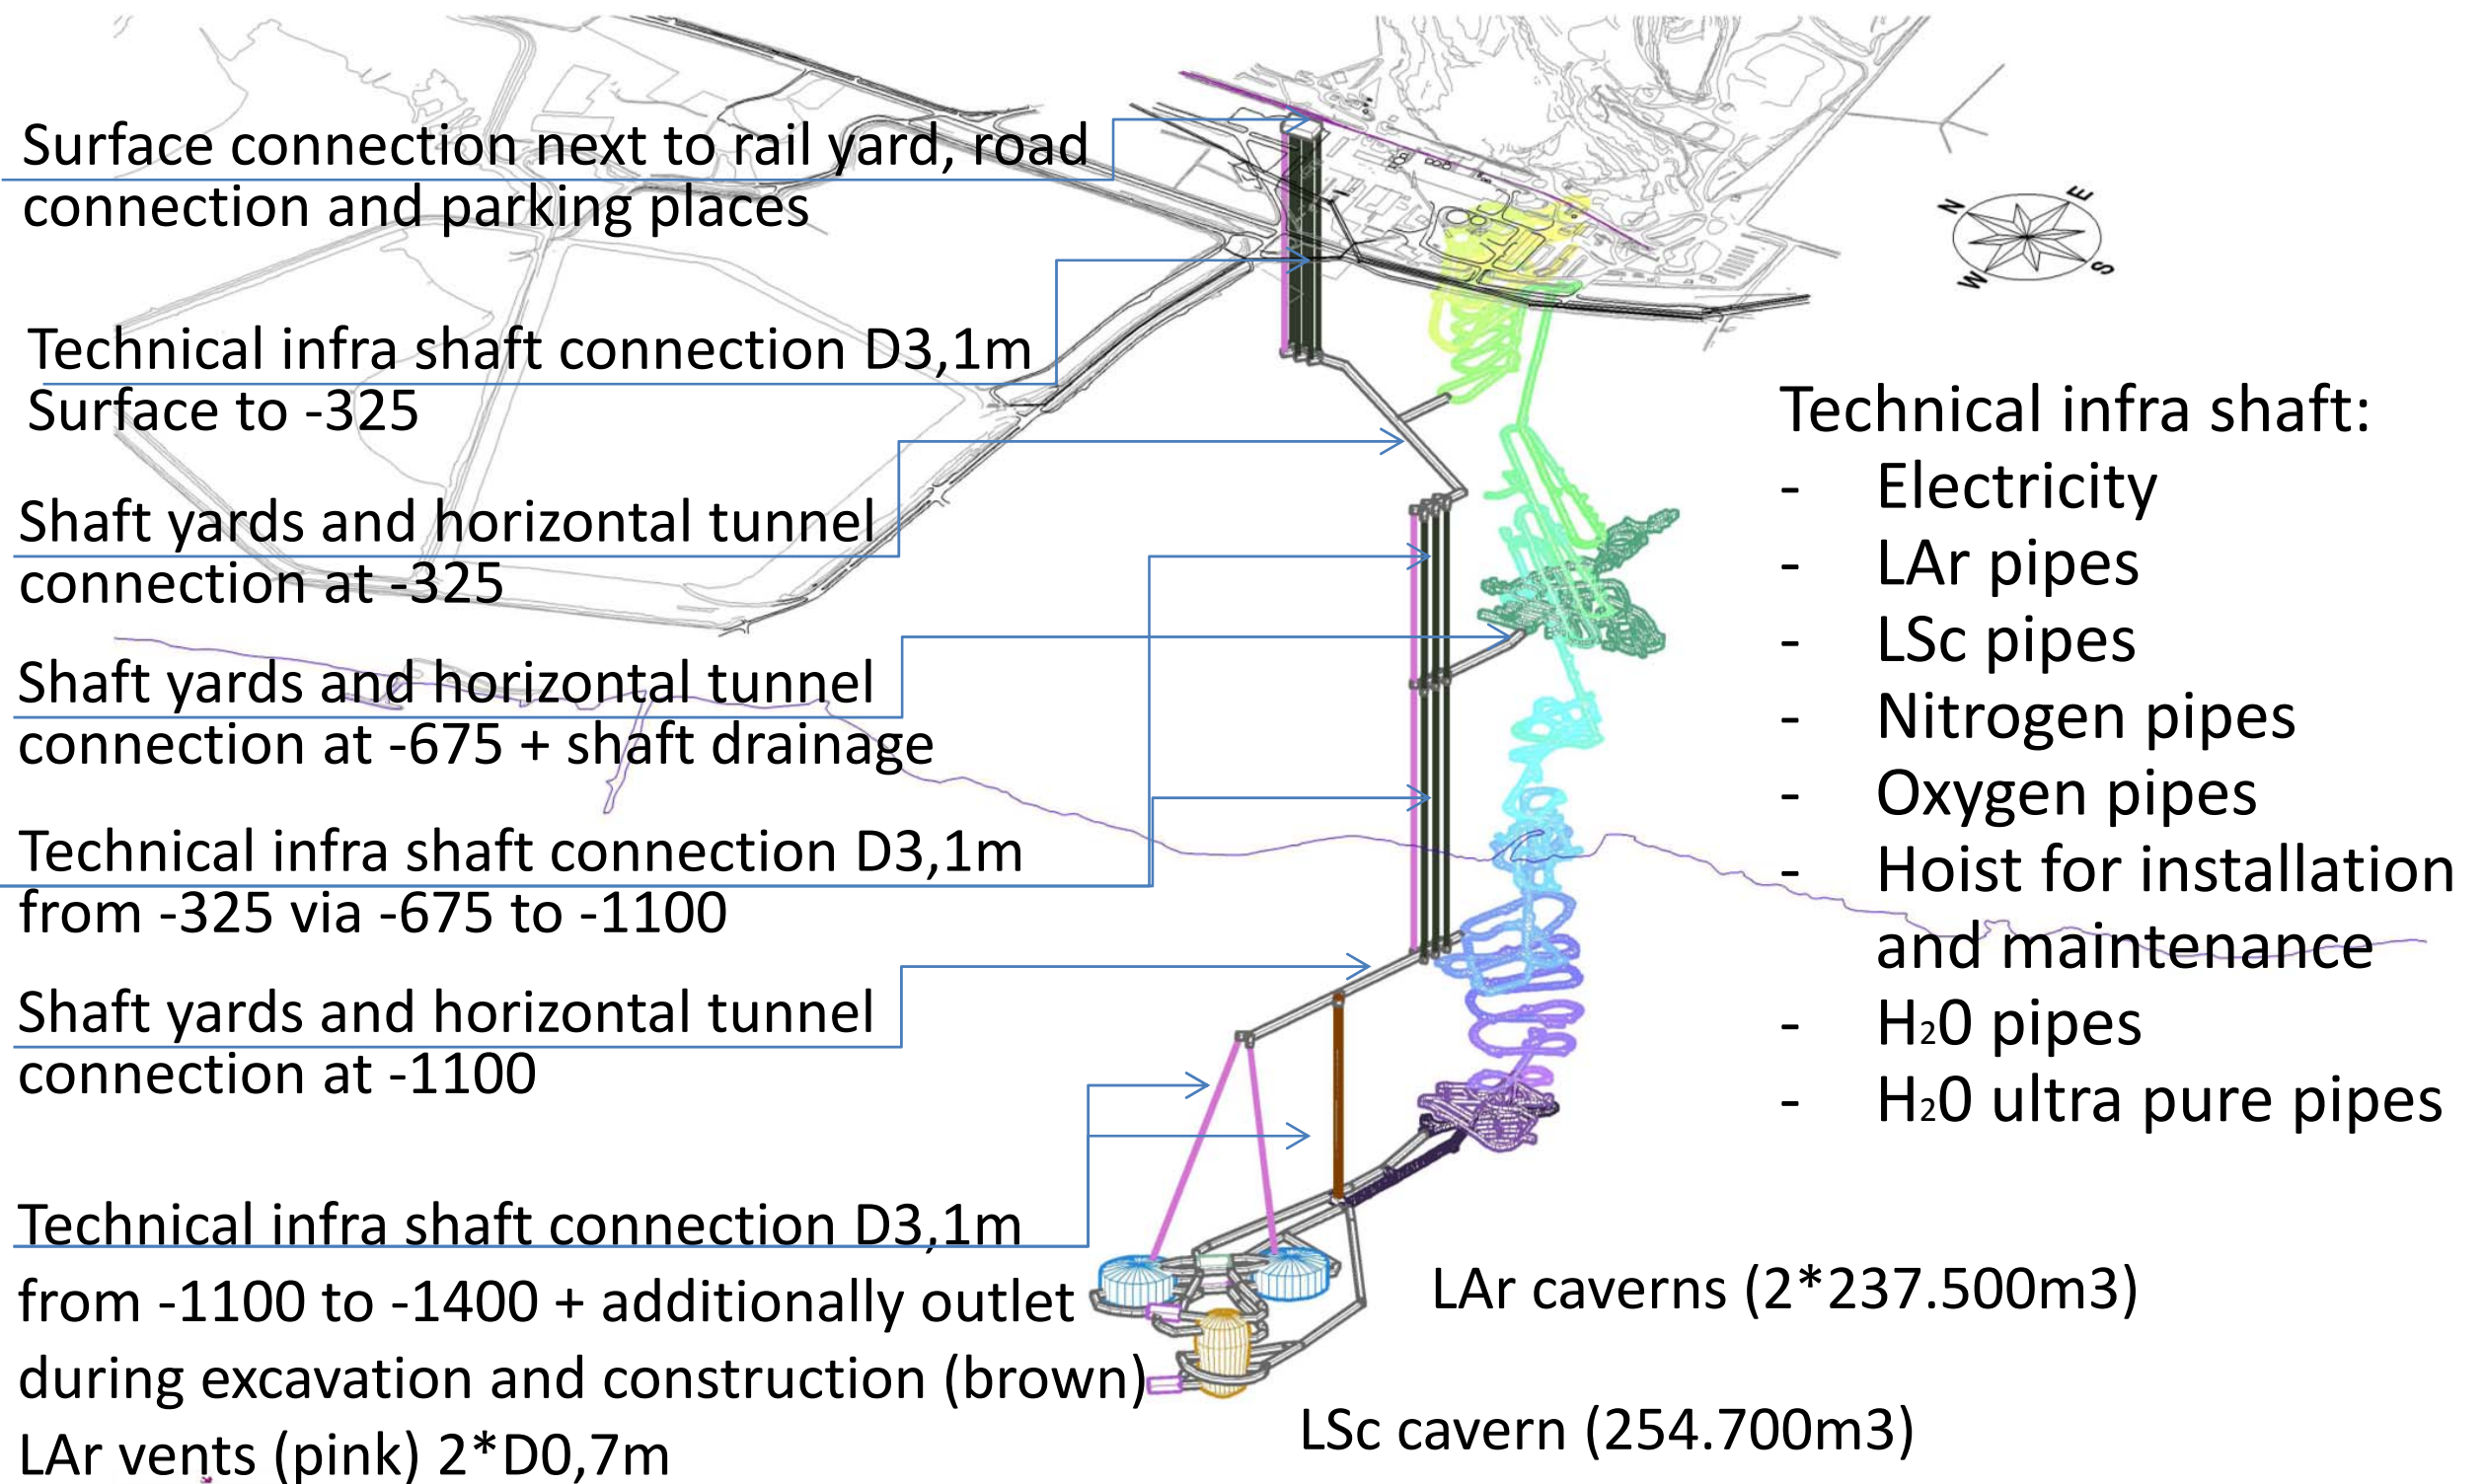 Surface connection next to rail yard, road
connection and parking places
Technical infra shaft connection D3,1m
Surface to -325
Shaft yards and horizontal tunnel
connection at -325
Shaft yards and horizontal tunnel
connection at -675 + shaft drainage
Technical infra shaft connection D3,1m
from -325 via -675 to -1100
Shaft yards and horizontal tunnel
connection at -1100
Technical infra shaft connection D3,1m
from -1100 to -1400 + additionally outlet
during excavation and construction (brown)
LAr vents (pink) 2*D0,7m
N
E
W
S
Technical infra shaft:
- Electricity
- LAr pipes
- LSc pipes
- Nitrogen pipes
- Oxygen pipes
- Hoist for installation
and maintenance
- H₂0 pipes
- H₂0 ultra pure pipes
LAr caverns (2*237.500m3)
LSc cavern (254.700m3)